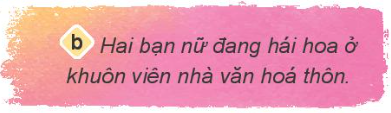 b Hai bạn nữ đang hái hoa ở
khuôn viên nhà văn hoá thôn.